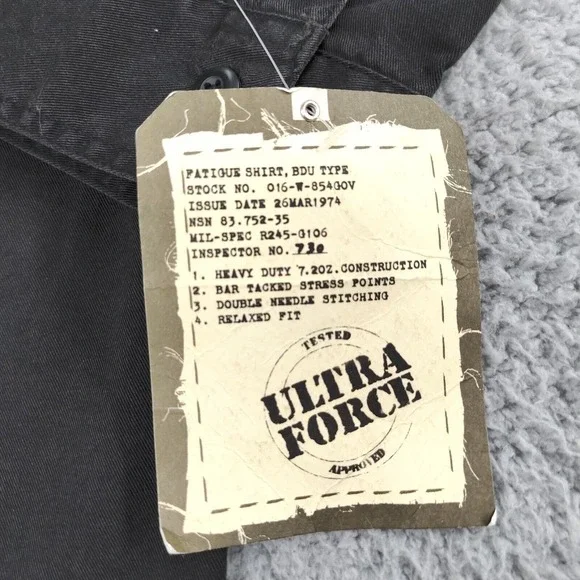 FATIGUE SHIRT, BDU TYPE
STOCK NO. 016-W-854GOV
ISSUE DATE 26MAR1974
NSN 83.752-35
MIL-SPEC R245-G106
INSPECTOR NO. 730
1. HEAVY DUTY 7.2OZ. CONSTRUCTION
2. BAR TACKED STRESS POINTS
3. DOUBLE NEEDLE STITCHING
4. RELAXED FIT
TESTED
ULTRA
FORCE
APPROVED